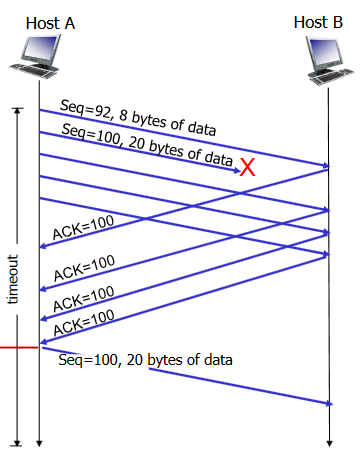 Host A
Host B
Seq=92, 8 bytes of data
Seq=100, 20 bytes of data
X
ACK=100
ACK=100
ACK=100
ACK=100
timeout
Seq=100, 20 bytes of data